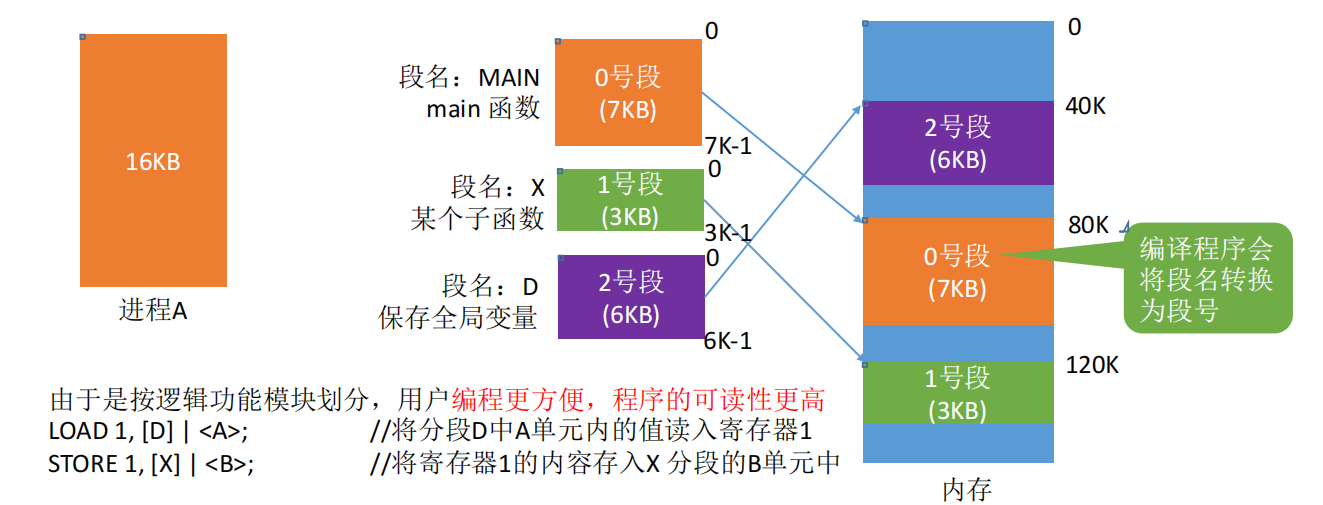 16KB
进程A
段名：MAIN
main 函数
0号段
(7KB)
0
7K-1
段名：X
某个子函数
1号段
(3KB)
0
3K-1
段名：D
保存全局变量
2号段
(6KB)
0
6K-1
0
40K
2号段
(6KB)
80K
0号段
(7KB)
120K
1号段
(3KB)
内存
编译程序会
将段名转换
为段号
由于是按逻辑功能模块划分，用户编程更方便，程序的可读性更高
LOAD 1, [D] | <A>; //将分段D中A单元内的值读入寄存器1
STORE 1, [X] | <B>; //将寄存器1的内容存入X 分段的B单元中